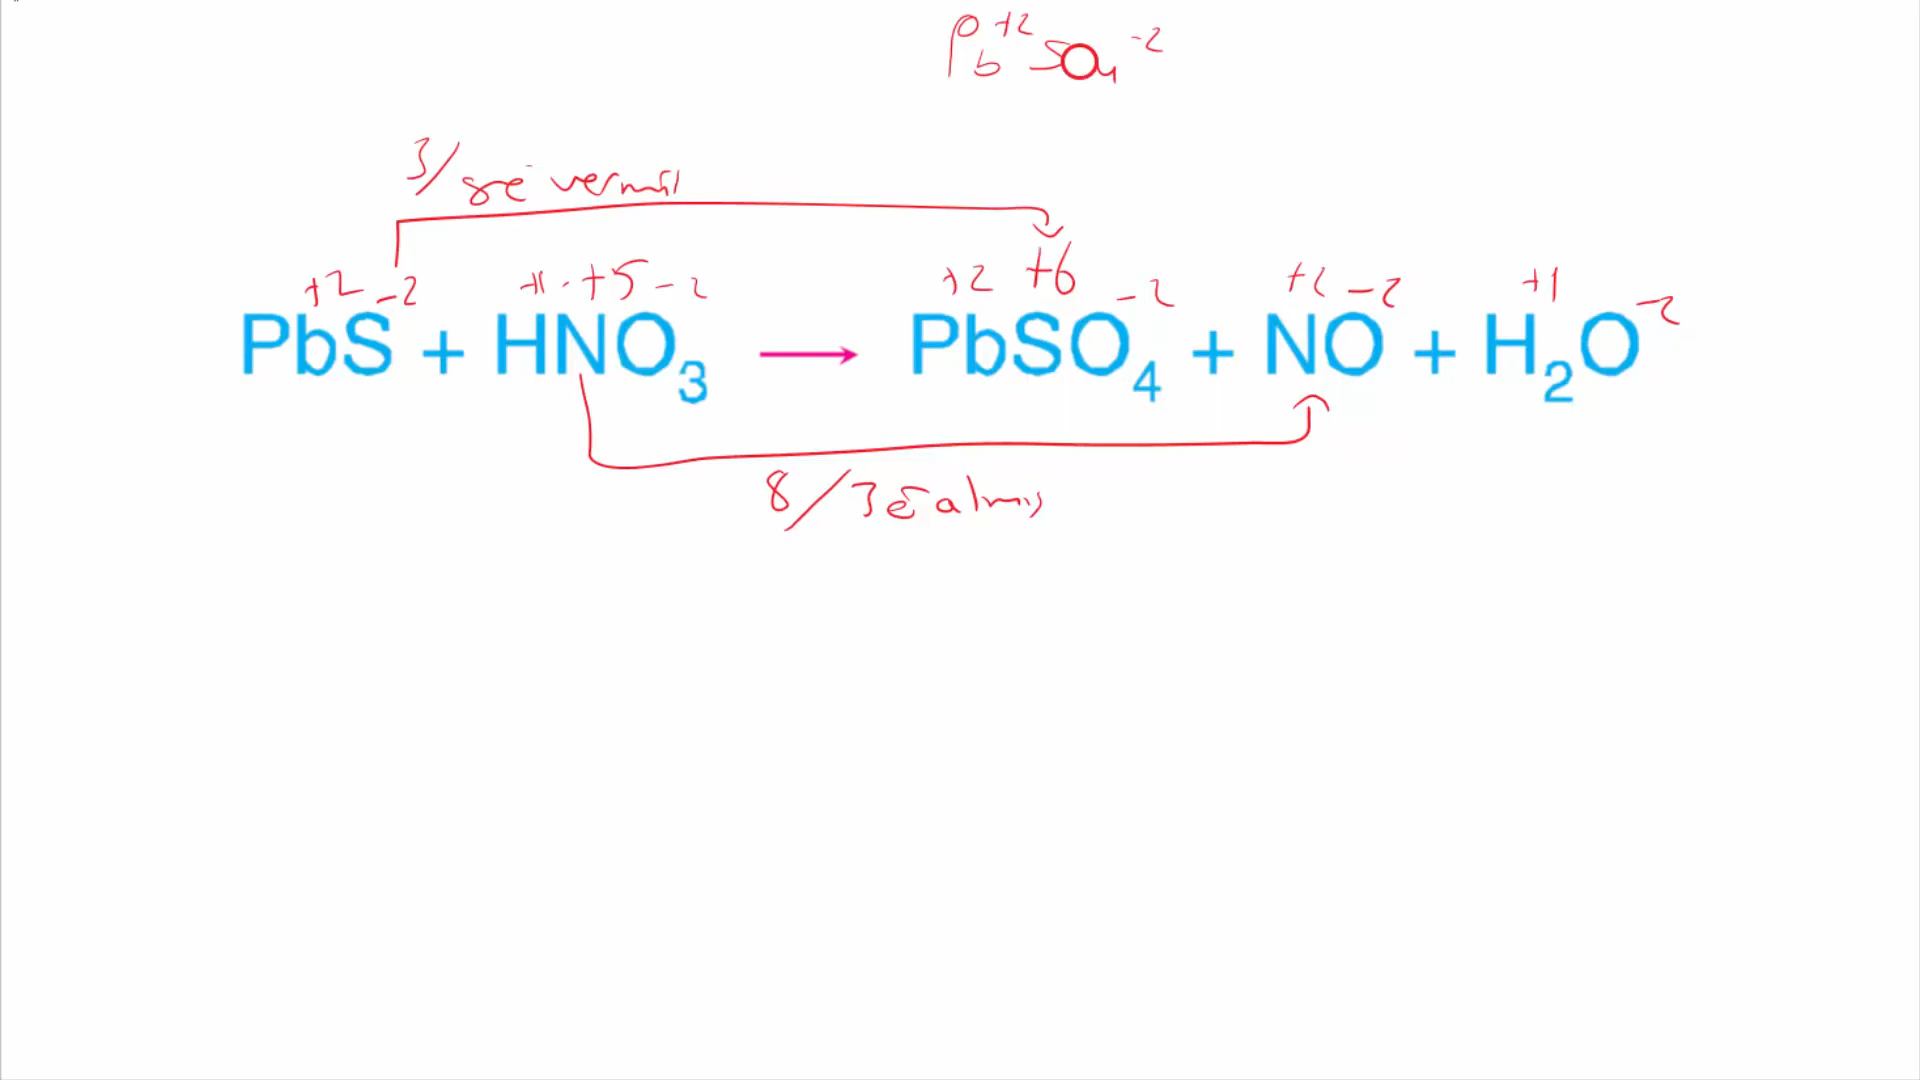 Pb+2 SO4-2
3/ 8e- vermiş
+2 -2 +1 +5 -2 +2 +6 -2 +2 -2 +1 -2
PbS + HNO3 → PbSO4 + NO + H2O
8/3e- almış